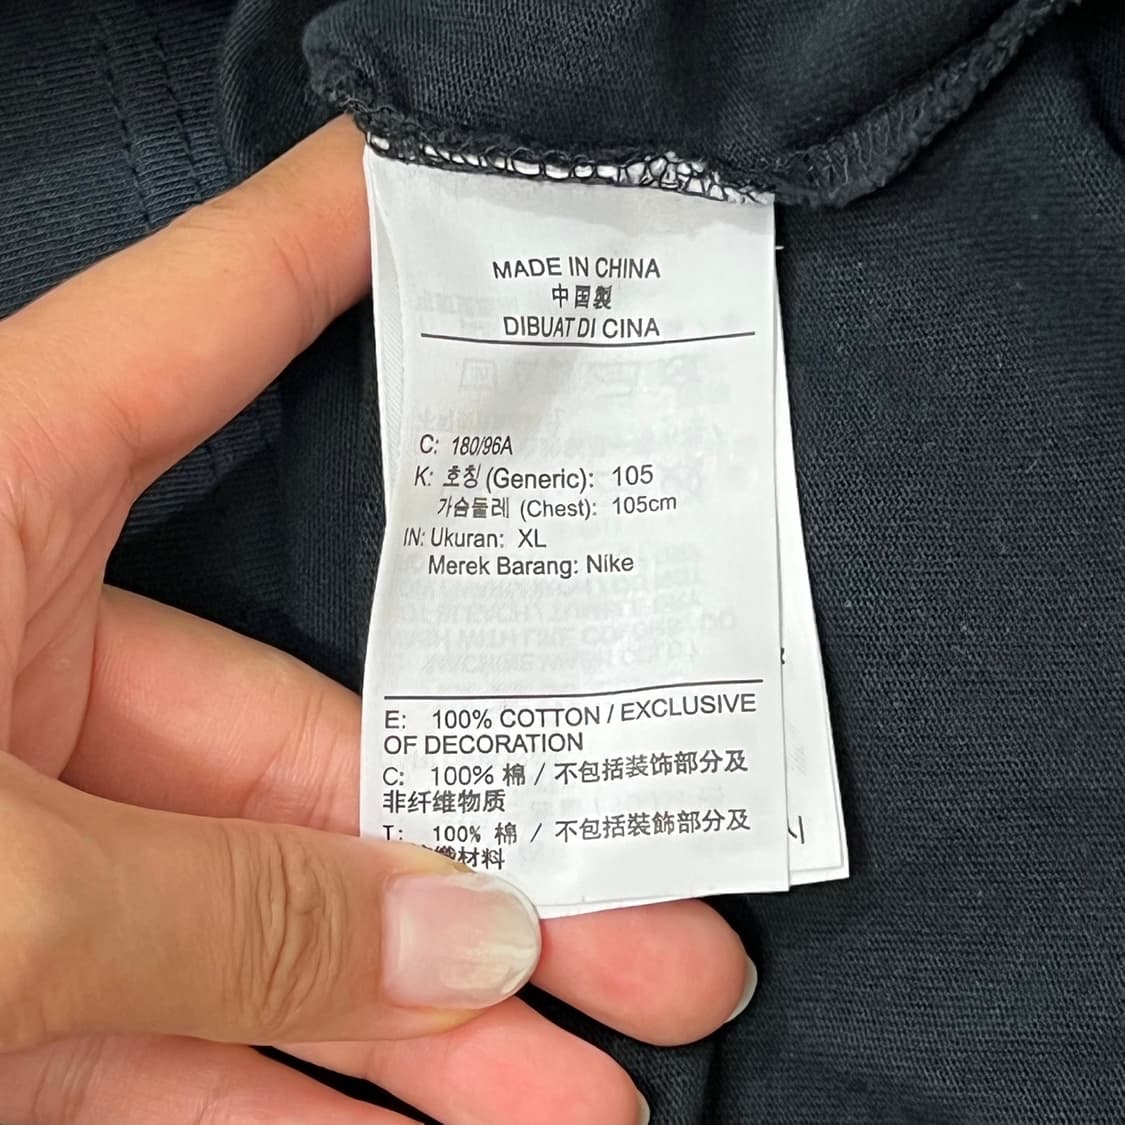 MADE IN CHINA
中国製
DIBUAT DI CINA
C: 180/96A
K: 호칭 (Generic): 105
가슴둘레 (Chest): 105cm
IN: Ukuran: XL
Merek Barang: Nike
E: 100% COTTON / EXCLUSIVE
OF DECORATION
C: 100% 棉 / 不包括装饰部分及
非纤维物质
T: 100% 棉 / 不包括裝飾部分及
材料